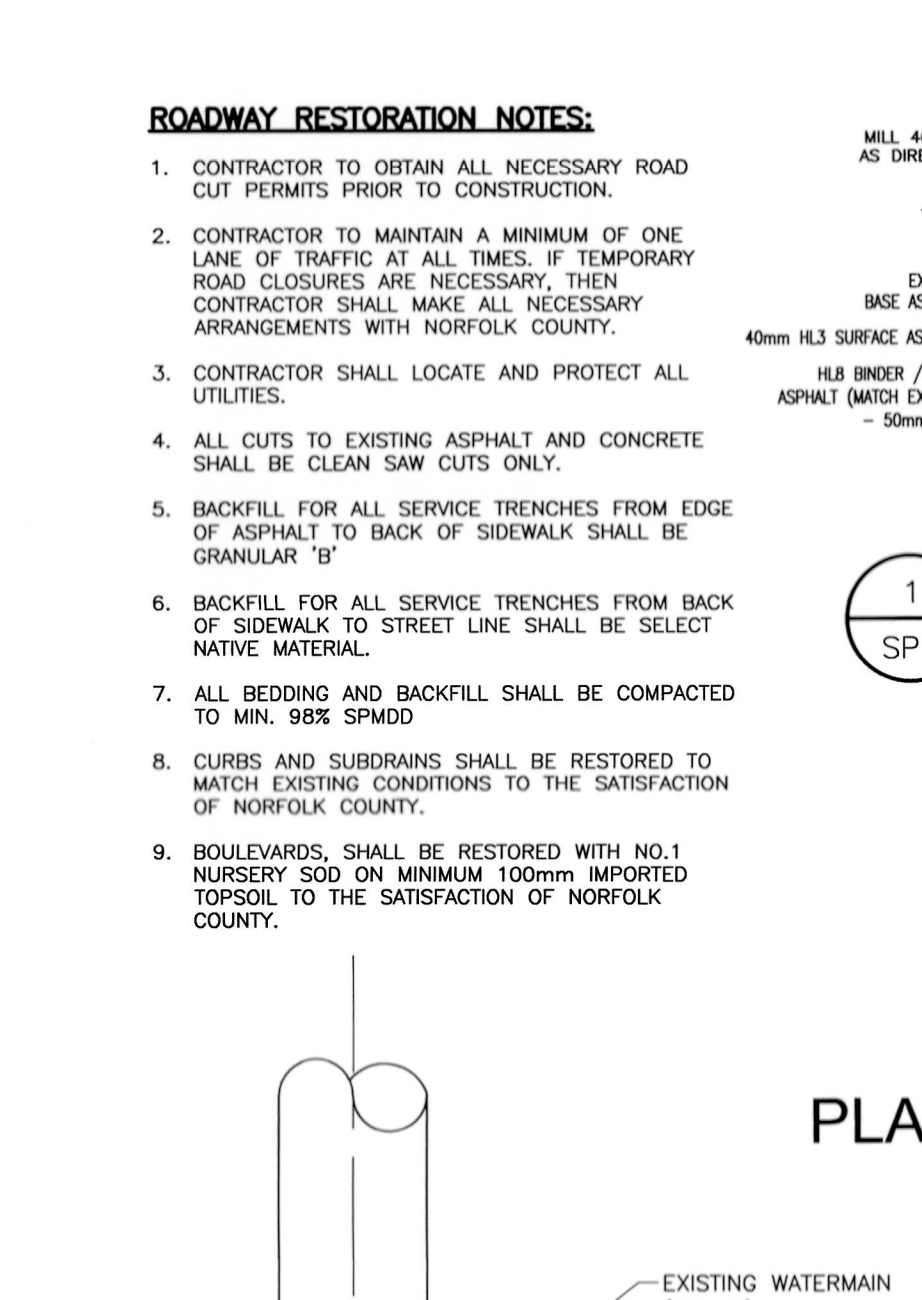 ROADWAY RESTORATION NOTES:
1. CONTRACTOR TO OBTAIN ALL NECESSARY ROAD
CUT PERMITS PRIOR TO CONSTRUCTION.
2. CONTRACTOR TO MAINTAIN A MINIMUM OF ONE
LANE OF TRAFFIC AT ALL TIMES. IF TEMPORARY
ROAD CLOSURES ARE NECESSARY, THEN
CONTRACTOR SHALL MAKE ALL NECESSARY
ARRANGEMENTS WITH NORFOLK COUNTY.
3. CONTRACTOR SHALL LOCATE AND PROTECT ALL
UTILITIES.
4. ALL CUTS TO EXISTING ASPHALT AND CONCRETE
SHALL BE CLEAN SAW CUTS ONLY.
5. BACKFILL FOR ALL SERVICE TRENCHES FROM EDGE
OF ASPHALT TO BACK OF SIDEWALK SHALL BE
GRANULAR 'B'
6. BACKFILL FOR ALL SERVICE TRENCHES FROM BACK
OF SIDEWALK TO STREET LINE SHALL BE SELECT
NATIVE MATERIAL.
7. ALL BEDDING AND BACKFILL SHALL BE COMPACTED
TO MIN. 98% SPMDD
8. CURBS AND SUBDRAINS SHALL BE RESTORED TO
MATCH EXISTING CONDITIONS TO THE SATISFACTION
OF NORFOLK COUNTY.
9. BOULEVARDS, SHALL BE RESTORED WITH NO.1
NURSERY SOD ON MINIMUM 100mm IMPORTED
TOPSOIL TO THE SATISFACTION OF NORFOLK
COUNTY.
MILL 4
AS DIRE
EX
BASE AS
40mm HL3 SURFACE AS
HL8 BINDER /
ASPHALT (MATCH EX
- 50mm
1
SP
PLA
EXISTING WATERMAIN